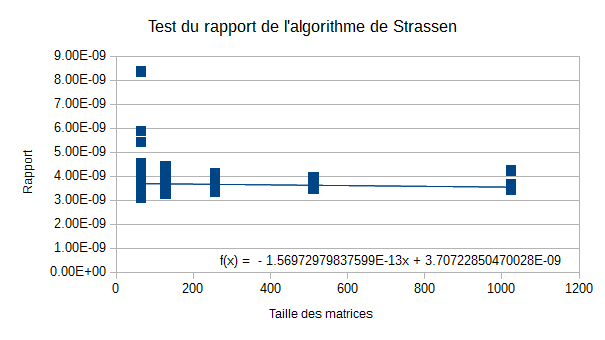 Test du rapport de l'algorithme de Strassen
9.00E-09
8.00E-09
7.00E-09
6.00E-09
5.00E-09
4.00E-09
3.00E-09
2.00E-09
1.00E-09
0.00E+00
Rapport
f(x) = - 1.56972979837599E-13x + 3.70722850470028E-09
0 200 400 600 800 1000 1200
Taille des matrices